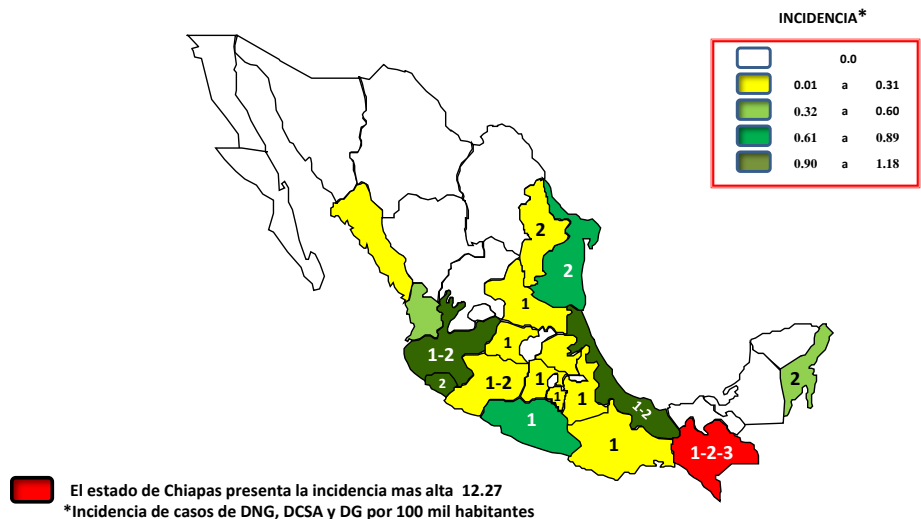 INCIDENCIA*
0.0
0.01 a 0.31
0.32 a 0.60
0.61 a 0.89
0.90 a 1.18
2
2
1
1-2
1
2
1-2
1
1
1
1-2
2
1
1
1-2-3
El estado de Chiapas presenta la incidencia mas alta 12.27
*Incidencia de casos de DNG, DCSA y DG por 100 mil habitantes